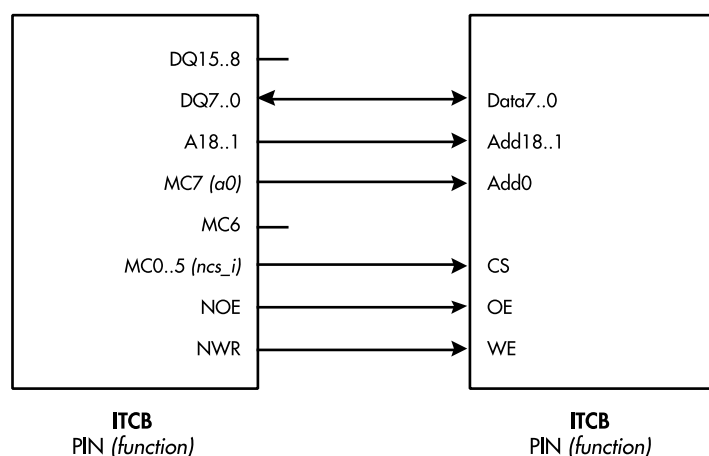 DQ15..8
DQ7..0 Data7..0
A18..1 Add18..1
MC7 (a0) Add0
MC6
MC0..5 (ncs_i) CS
NOE OE
NWR WE
ITCB ITCB
PIN (function) PIN (function)